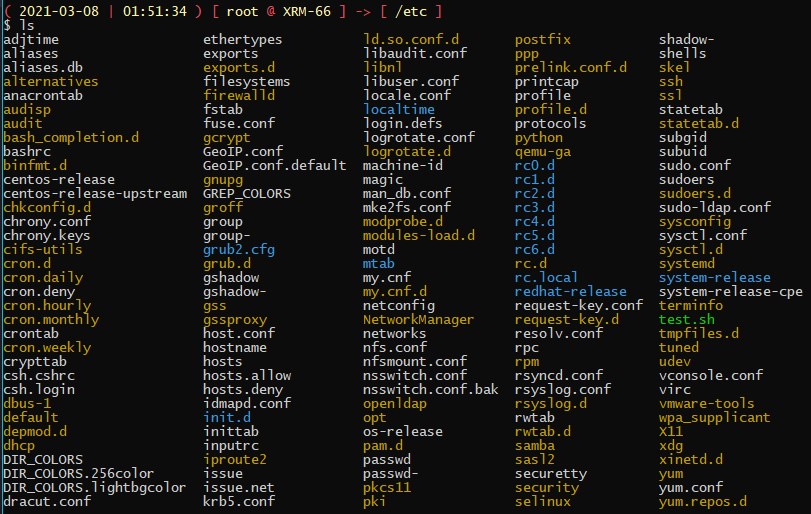 ( 2021-03-08 | 01:51:34 ) [ root @ XRM-66 ] -> [ /etc ]
$ ls
adjtime ethertypes ld.so.conf.d postfix shadow-
aliases exports libaudit.conf ppp shells
aliases.db exports.d libnl prelink.conf.d skel
alternatives filesystems libuser.conf printcap ssh
anacrontab firewalld locale.conf profile ssl
audisp fstab localtime profile.d statetab
audit fuse.conf login.defs protocols statetab.d
bash_completion.d gcrypt logrotate.conf python subgid
bashrc GeoIP.conf logrotate.d qemu-ga subuid
binfmt.d GeoIP.conf.default machine-id rc0.d sudo.conf
centos-release gnupg magic rc1.d sudoers
centos-release-upstream GREP_COLORS man_db.conf rc2.d sudoers.d
chkconfig.d groff mke2fs.conf rc3.d sudo-ldap.conf
chrony.conf group modprobe.d rc4.d sysconfig
chrony.keys group- modules-load.d rc5.d sysctl.conf
cifs-utils grub2.cfg motd rc6.d sysctl.d
cron.d grub.d mtab rc.d systemd
cron.daily gshadow my.cnf rc.local system-release
cron.deny gshadow- my.cnf.d redhat-release system-release-cpe
cron.hourly gss netconfig request-key.conf terminfo
cron.monthly gssproxy NetworkManager request-key.d test.sh
crontab host.conf networks resolv.conf tmpfiles.d
cron.weekly hostname nfs.conf rpc tuned
crypttab hosts nfsmount.conf rpm udev
csh.cshrc hosts.allow nsswitch.conf rsyncd.conf vconsole.conf
csh.login hosts.deny nsswitch.conf.bak rsyslog.conf virc
dbus-1 idmapd.conf openldap rsyslog.d vmware-tools
default init.d opt rwtab wpa_supplicant
depmod.d inittab os-release rwtab.d X11
dhcp inputrc pam.d samba xdg
DIR_COLORS iproute2 passwd sasl2 xinetd.d
DIR_COLORS.256color issue passwd- securetty yum
DIR_COLORS.lightbgcolor issue.net pkcs11 security yum.conf
dracut.conf krb5.conf pki selinux yum.repos.d